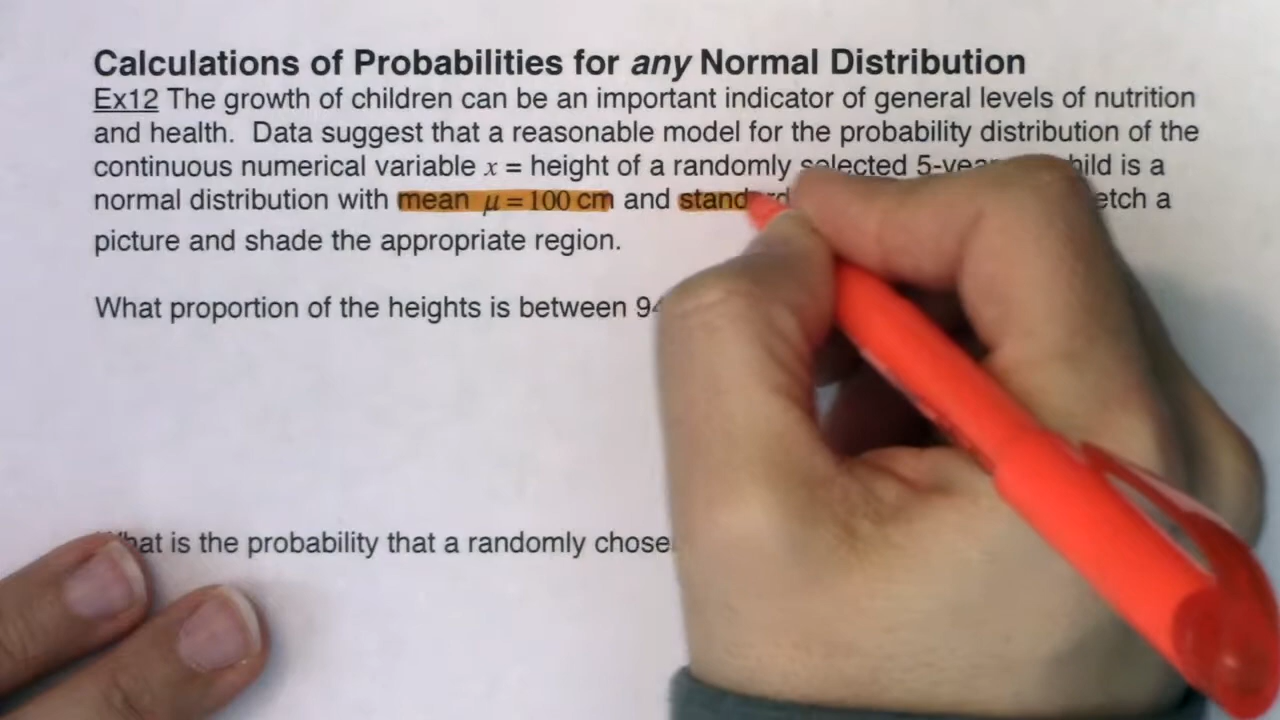 Calculations of Probabilities for any Normal Distribution
Ex12 The growth of children can be an important indicator of general levels of nutrition
and health. Data suggest that a reasonable model for the probability distribution of the
continuous numerical variable x = height of a randomly selected is a
normal distribution with mean μ = 100 cm and a
picture and shade the appropriate region.
What proportion of the heights is between
What is the probability that a randomly